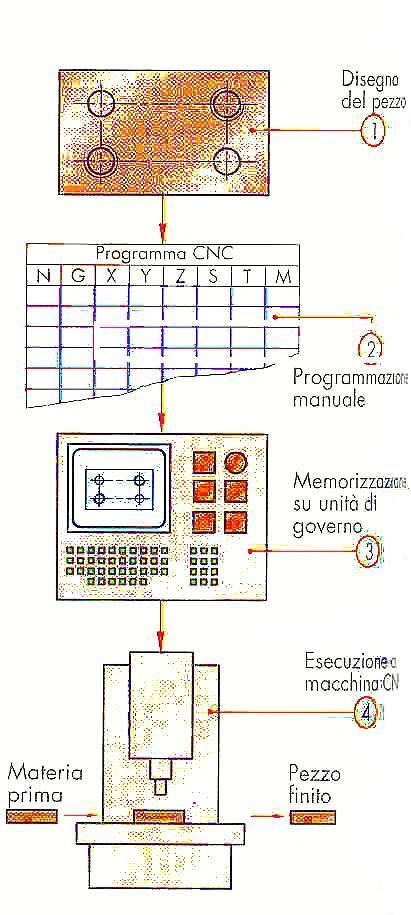 Disegno
del pezzo
1
Programma CNC
N G X Y Z S T M
2
Programmazione
manuale
Memorizzazione
su unità di
governo
3
Esecuzione a
macchina CN
4
Materia
prima
Pezzo
finito